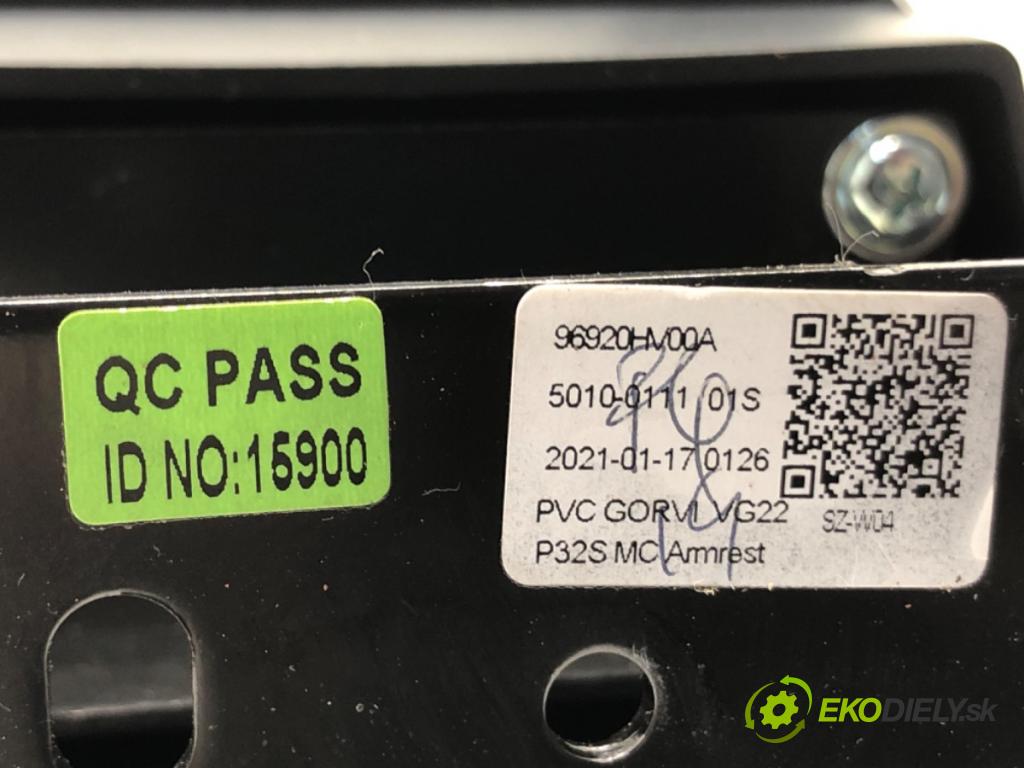 QC PASS
ID NO:15900
96920HV00A
5010-0111 01S
2021-01-17 0126
PVC GORVI VG22
SZ-W04
P32S MC Armrest
EKODIELY.sk